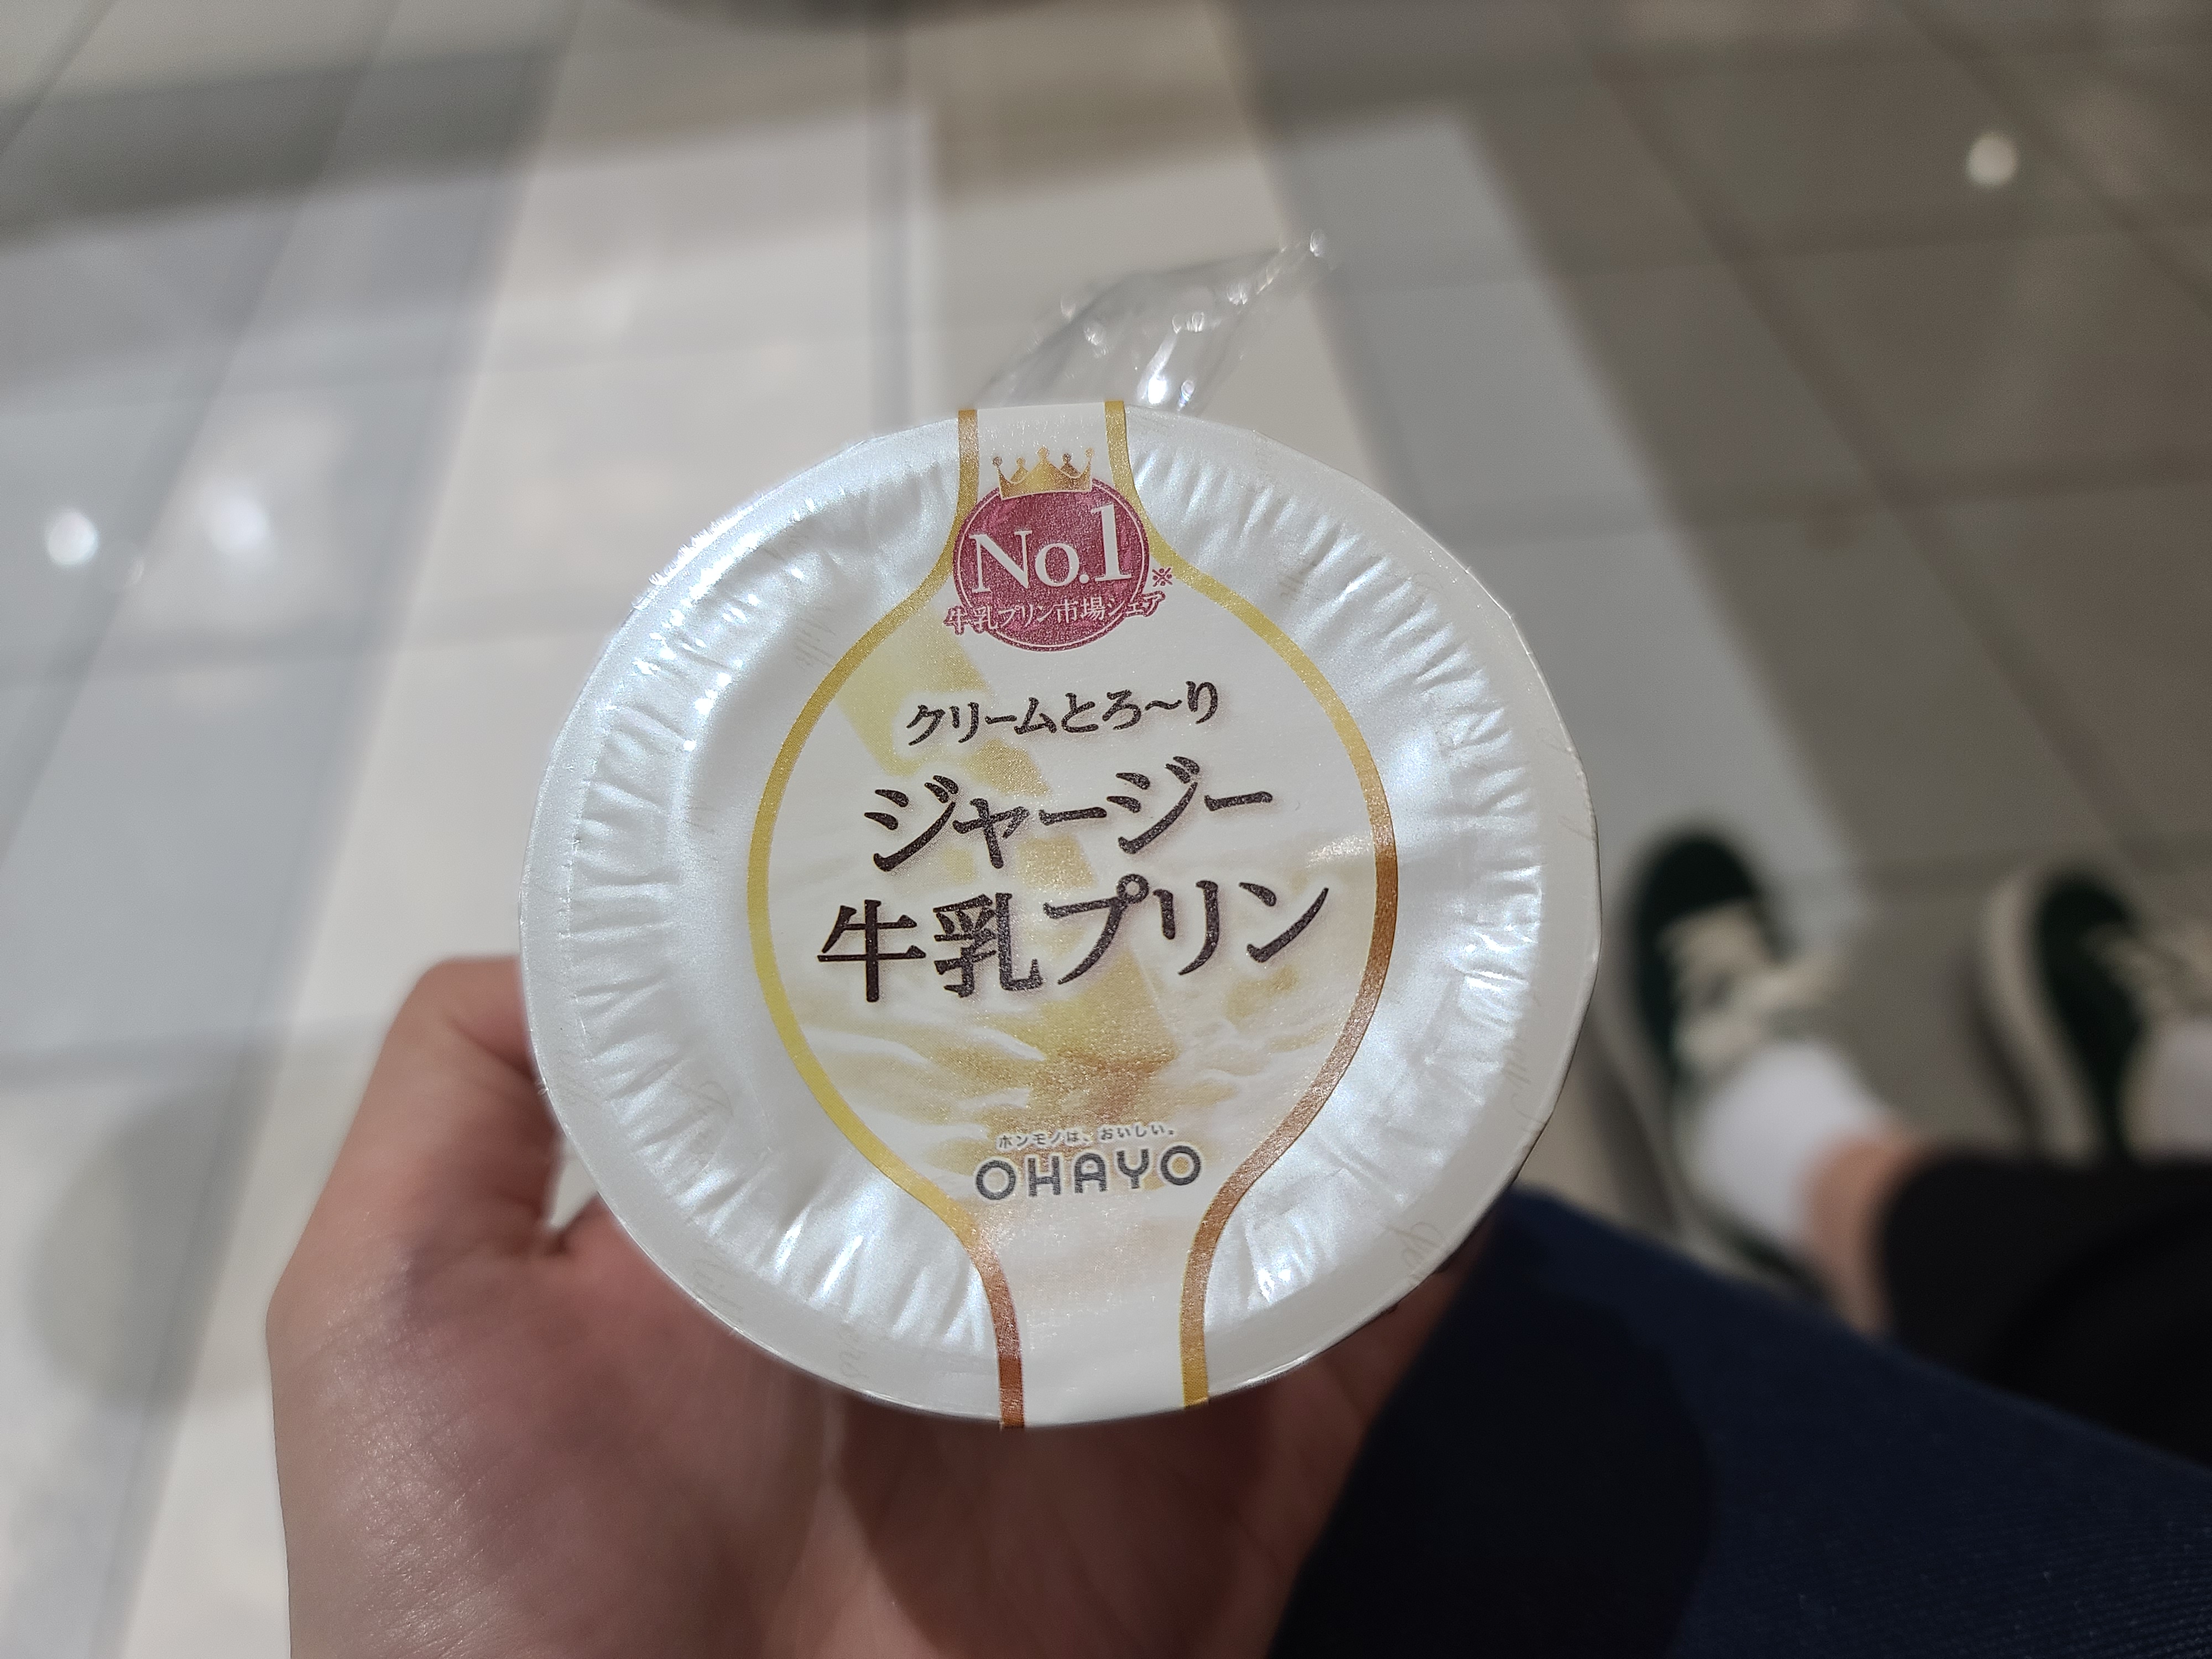 No.1
※
牛乳プリン市場シェア
クリームとろ〜り
ジャージー
牛乳プリン
ホンモノは、おいしい。
OHAYO